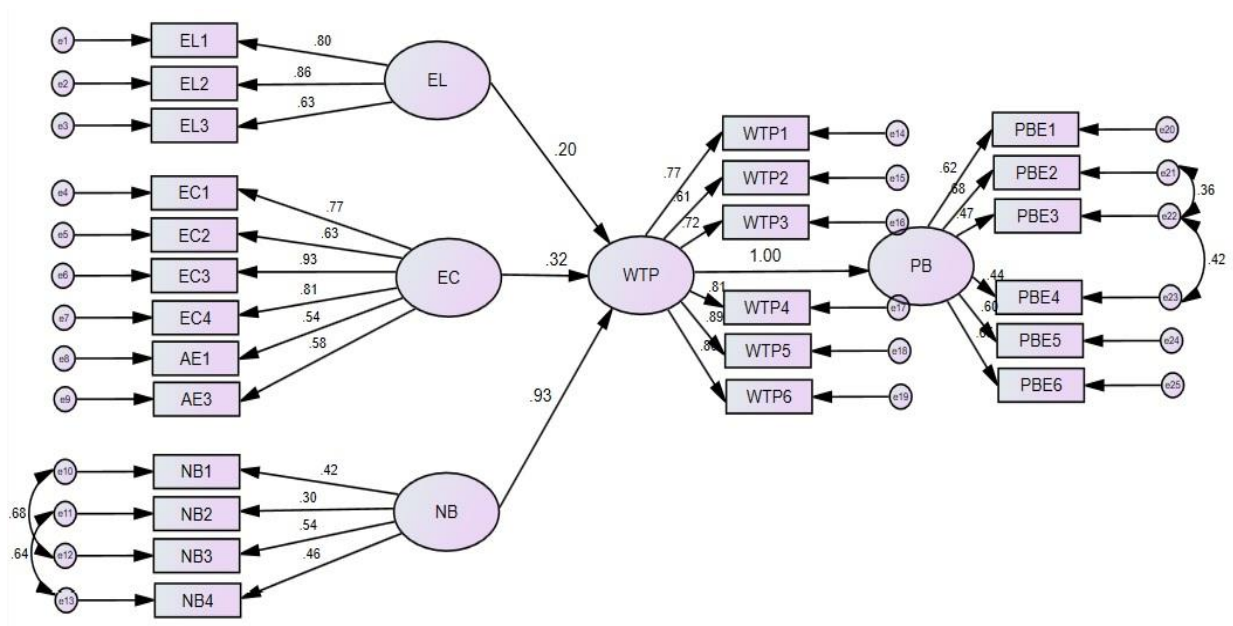 e1 EL1 .80
e2 EL2 .86
e3 EL3 .63
EL
.20
e4 EC1 .77
e5 EC2 .63
e6 EC3 .93
e7 EC4 .81
e8 AE1 .54
e9 AE3 .58
EC
.32
e10 NB1 .42
e11 NB2 .30
e12 NB3 .54
e13 NB4 .46
.68
.64
NB
.93
WTP
.77 WTP1 e14
.61 WTP2 e15
.72 WTP3 e16
1.00
.81 WTP4 e17
.89 WTP5 e18
WTP6 e19
PB
.62 PBE1 e20
.68 PBE2 e21
.47 PBE3 e22
.44 PBE4 e23
.60 PBE5 e24
PBE6 e25
.36
.42